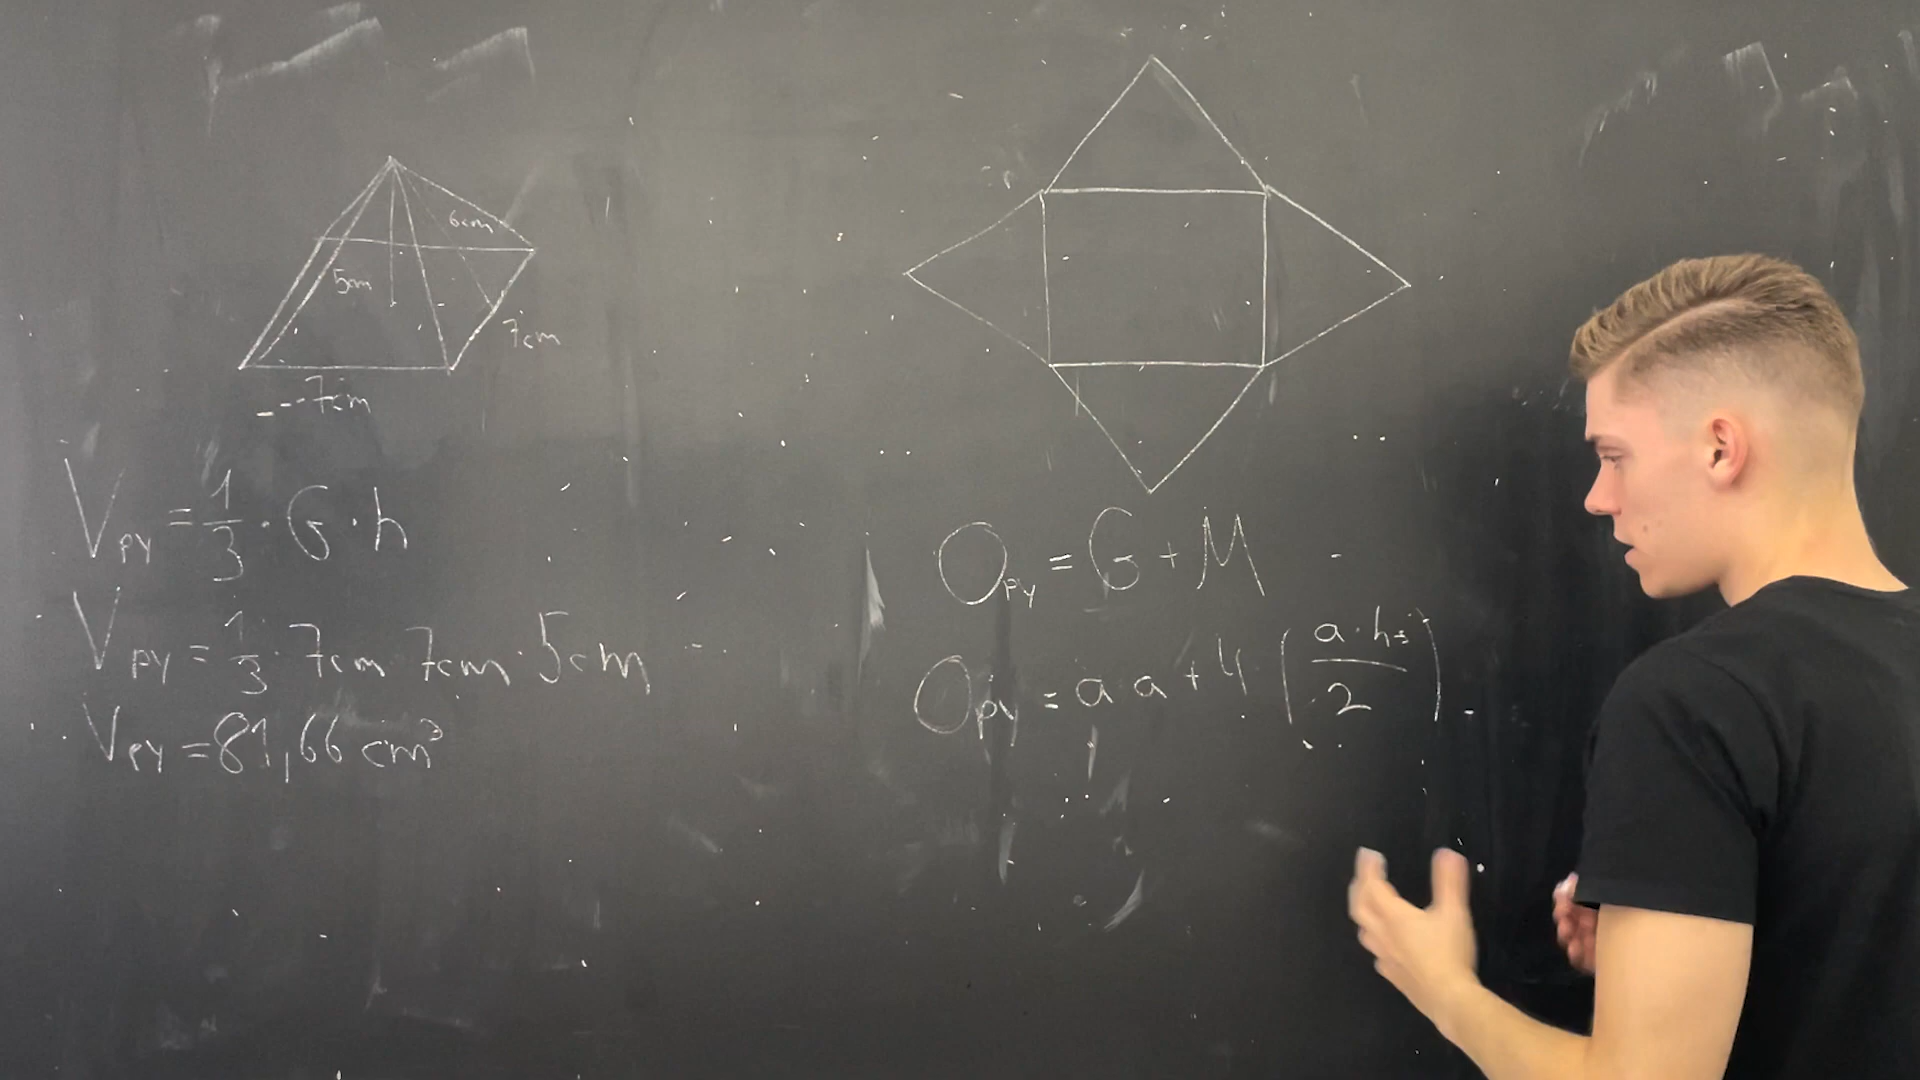 6cm
5cm
7cm
7cm
V_PY = 1/3 · G · h
V_PY = 1/3 · 7cm 7cm · 5cm
V_PY = 81,66 cm³
O_PY = G + M
O_PY = a a + 4 (a · h_s / 2)